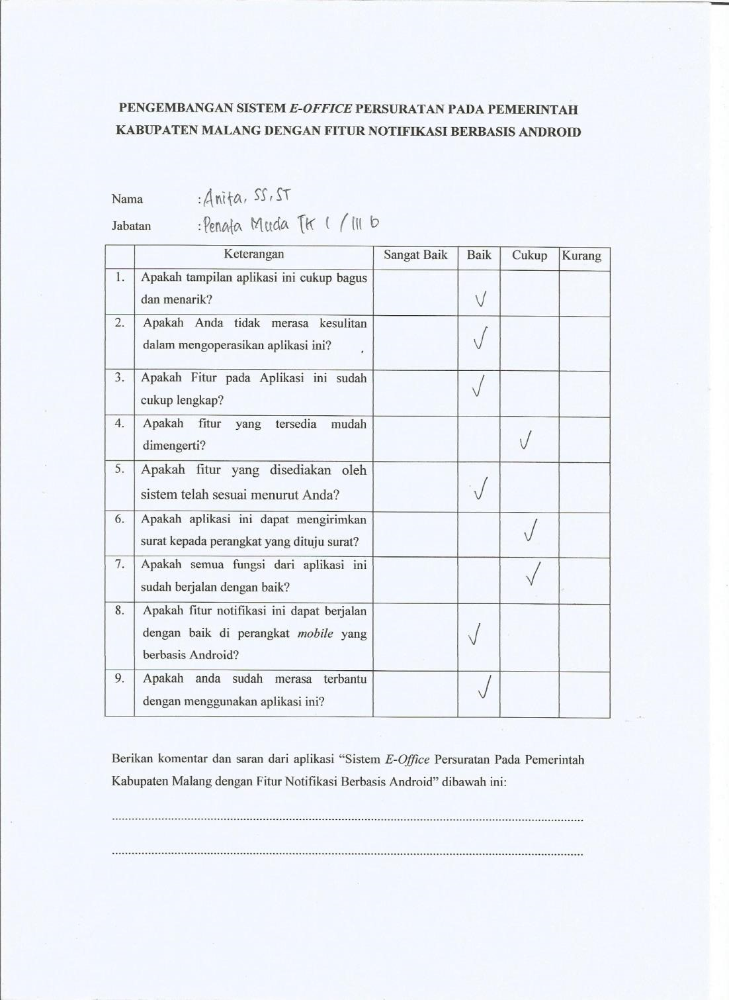 PENGEMBANGAN SISTEM E-OFFICE PERSURATAN PADA PEMERINTAH
KABUPATEN MALANG DENGAN FITUR NOTIFIKASI BERBASIS ANDROID
Nama : Anita, SS, ST
Jabatan : Penata Muda TK I / III b
Keterangan Sangat Baik Baik Cukup Kurang
1. Apakah tampilan aplikasi ini cukup bagus
dan menarik? ✓
2. Apakah Anda tidak merasa kesulitan
dalam mengoperasikan aplikasi ini? ✓
3. Apakah Fitur pada Aplikasi ini sudah
cukup lengkap? ✓
4. Apakah fitur yang tersedia mudah
dimengerti? ✓
5. Apakah fitur yang disediakan oleh
sistem telah sesuai menurut Anda? ✓
6. Apakah aplikasi ini dapat mengirimkan
surat kepada perangkat yang dituju surat? ✓
7. Apakah semua fungsi dari aplikasi ini
sudah berjalan dengan baik? ✓
8. Apakah fitur notifikasi ini dapat berjalan
dengan baik di perangkat mobile yang ✓
berbasis Android?
9. Apakah anda sudah merasa terbantu
dengan menggunakan aplikasi ini? ✓
Berikan komentar dan saran dari aplikasi “Sistem E-Office Persuratan Pada Pemerintah
Kabupaten Malang dengan Fitur Notifikasi Berbasis Android” dibawah ini: